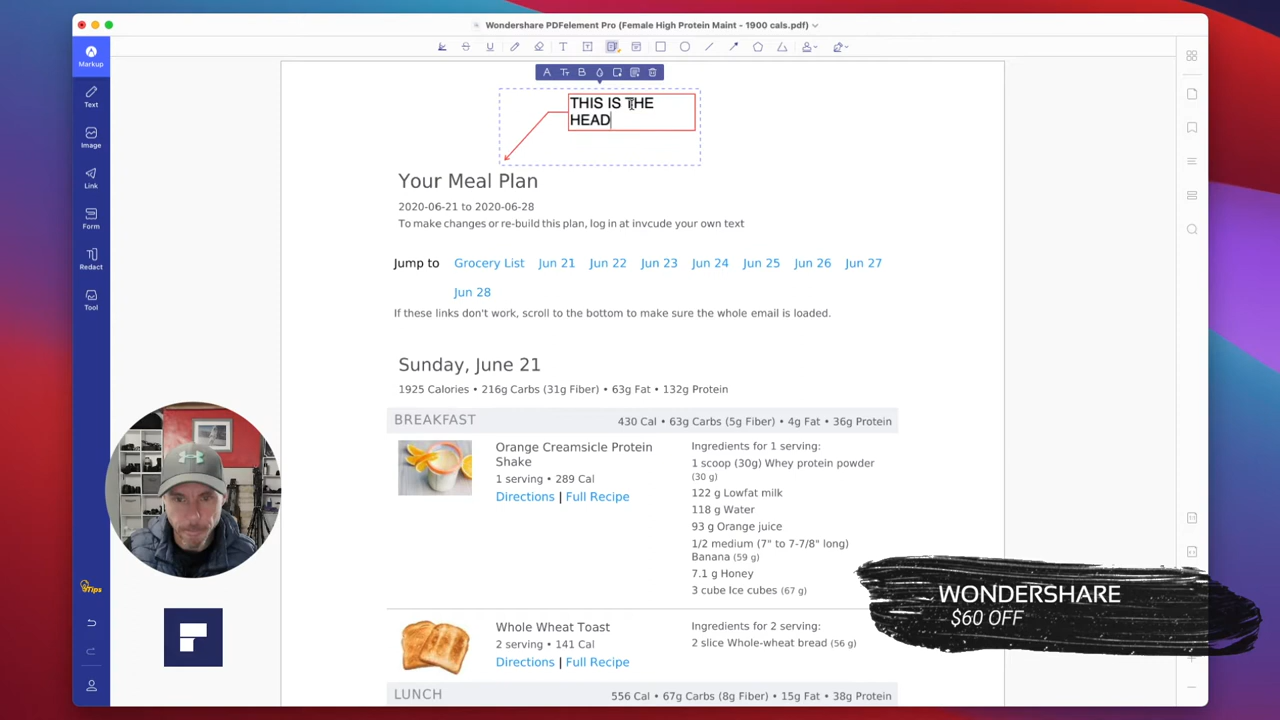 Wondershare PDFelement Pro (Female High Protein Maint - 1900 cals.pdf)
Markup
Text
Image
Link
Form
Redact
Tool
Tips
THIS IS THE
HEAD
Your Meal Plan
2020-06-21 to 2020-06-28
To make changes or re-build this plan, log in at invcude your own text
Jump to Grocery List Jun 21 Jun 22 Jun 23 Jun 24 Jun 25 Jun 26 Jun 27
Jun 28
If these links don't work, scroll to the bottom to make sure the whole email is loaded.
Sunday, June 21
1925 Calories • 216g Carbs (31g Fiber) • 63g Fat • 132g Protein
BREAKFAST 430 Cal • 63g Carbs (5g Fiber) • 4g Fat • 36g Protein
Orange Creamsicle Protein
Shake
1 serving • 289 Cal
Directions | Full Recipe
Ingredients for 1 serving:
1 scoop (30g) Whey protein powder
(30 g)
122 g Lowfat milk
118 g Water
93 g Orange juice
1/2 medium (7" to 7-7/8" long)
Banana (59 g)
7.1 g Honey
3 cube Ice cubes (67 g)
Whole Wheat Toast
2 serving • 141 Cal
Directions | Full Recipe
Ingredients for 2 serving:
2 slice Whole-wheat bread (56 g)
LUNCH 556 Cal • 67g Carbs (8g Fiber) • 15g Fat • 38g Protein
WONDERSHARE
$60 OFF